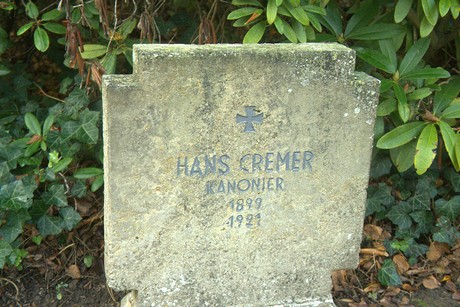 HANS CREMER
KANONIER
1899
1921